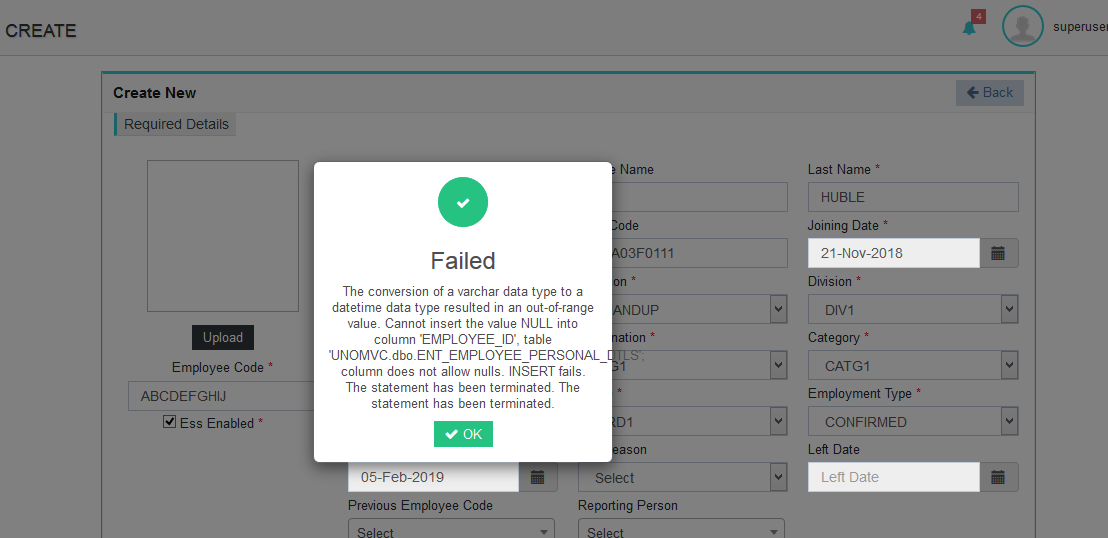 CREATE
4
superuser
Create New
Back
Required Details
Name
Last Name *
HUBLE
Code
Joining Date *
A03F0111
21-Nov-2018
Failed
on *
Division *
ANDUP
DIV1
The conversion of a varchar data type to a
datetime data type resulted in an out-of-range
value. Cannot insert the value NULL into
column 'EMPLOYEE_ID', table
'UNOMVC.dbo.ENT_EMPLOYEE_PERSONAL_DTLS';
column does not allow nulls. INSERT fails.
The statement has been terminated. The
statement has been terminated.
OK
Upload
nation *
Category *
Employee Code *
G1
CATG1
ABCDEFGHIJ
*
Employment Type *
Ess Enabled *
RD1
CONFIRMED
eason
Left Date
05-Feb-2019
Select
Left Date
Previous Employee Code
Reporting Person
Select
Select